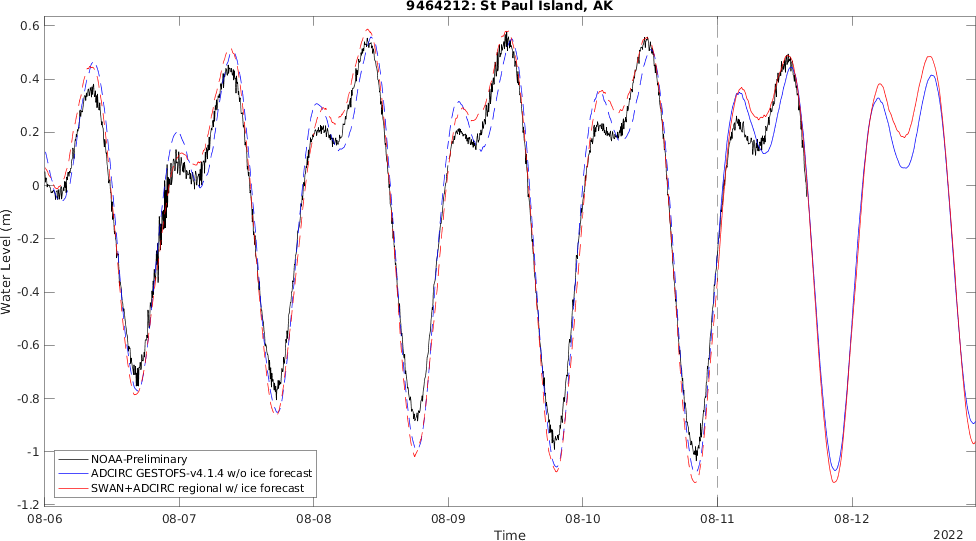 9464212: St Paul Island, AK
0.6
0.4
0.2
0
-0.2
-0.4
-0.6
-0.8
-1
-1.2
Water Level (m)
NOAA-Preliminary
ADCIRC GESTOFS-v4.1.4 w/o ice forecast
SWAN+ADCIRC regional w/ ice forecast
08-06 08-07 08-08 08-09 08-10 08-11 08-12
Time
2022